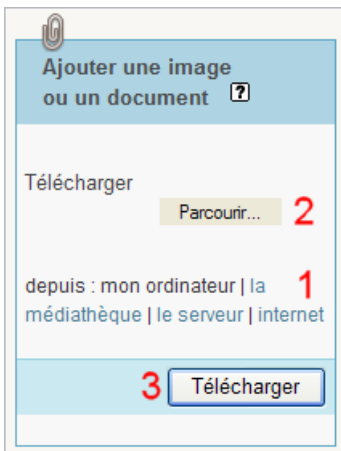 Ajouter une image
ou un document ?
Télécharger
Parcourir... 2
depuis : mon ordinateur | la 1
médiathèque | le serveur | internet
3 Télécharger